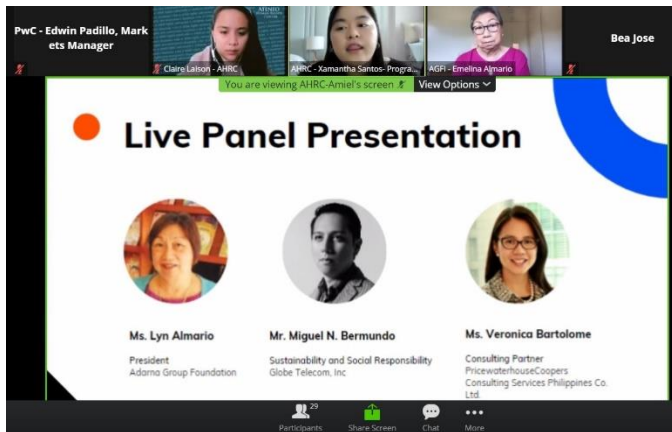 PwC - Edwin Padillo, Mark
ets Manager
Claire Laison - AHRC
AHRC - Xamantha Santos- Progra...
AGFI - Emelina Almario
Bea Jose
You are viewing AHRC-Amiel's screen
View Options
Live Panel Presentation
Ms. Lyn Almario
President
Adarna Group Foundation
Mr. Miguel N. Bermundo
Sustainability and Social Responsibility
Globe Telecom, Inc
Ms. Veronica Bartolome
Consulting Partner
PricewaterhouseCoopers
Consulting Services Philippines Co.
Ltd.
29
Participants
Share Screen
Chat
More